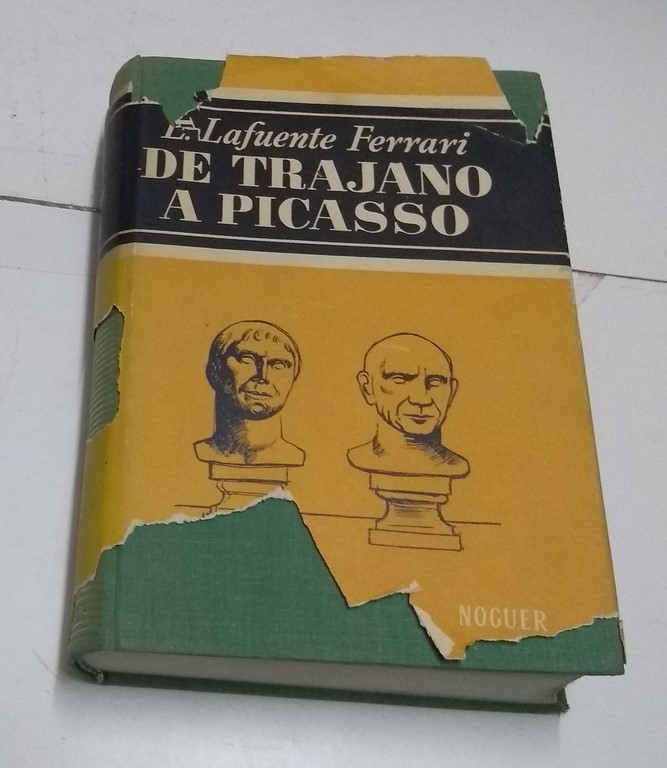 E. Lafuente Ferrari
DE TRAJANO
A PICASSO
NOGUER